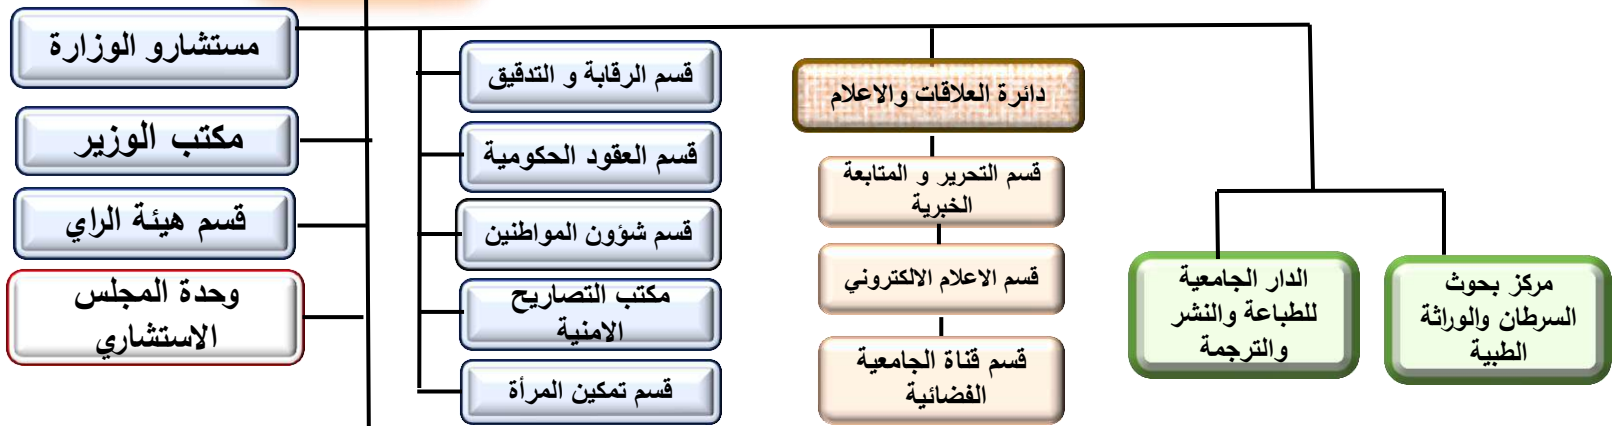 مستشارو الوزارة
مكتب الوزير
قسم هيئة الراي
وحدة المجلس
الاستشاري
قسم الرقابة و التدقيق
قسم العقود الحكومية
قسم شؤون المواطنين
مكتب التصاريح
الامنية
قسم تمكين المرأة
دائرة العلاقات والاعلام
قسم التحرير و المتابعة
الخبرية
قسم الاعلام الالكتروني
قسم قناة الجامعية
الفضائية
الدار الجامعية
للطباعة والنشر
والترجمة
مركز بحوث
السرطان والوراثة
الطبية